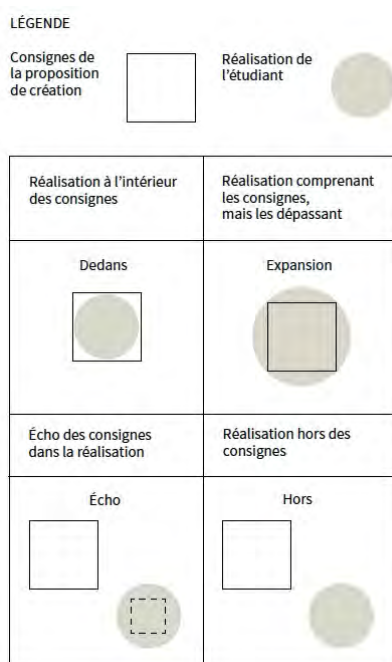 LÉGENDE
Consignes de
la proposition
de création
Réalisation de
l'étudiant
Réalisation à l'intérieur
des consignes
Réalisation comprenant
les consignes,
mais les dépassant
Dedans
Expansion
Écho des consignes
dans la réalisation
Réalisation hors des
consignes
Écho
Hors